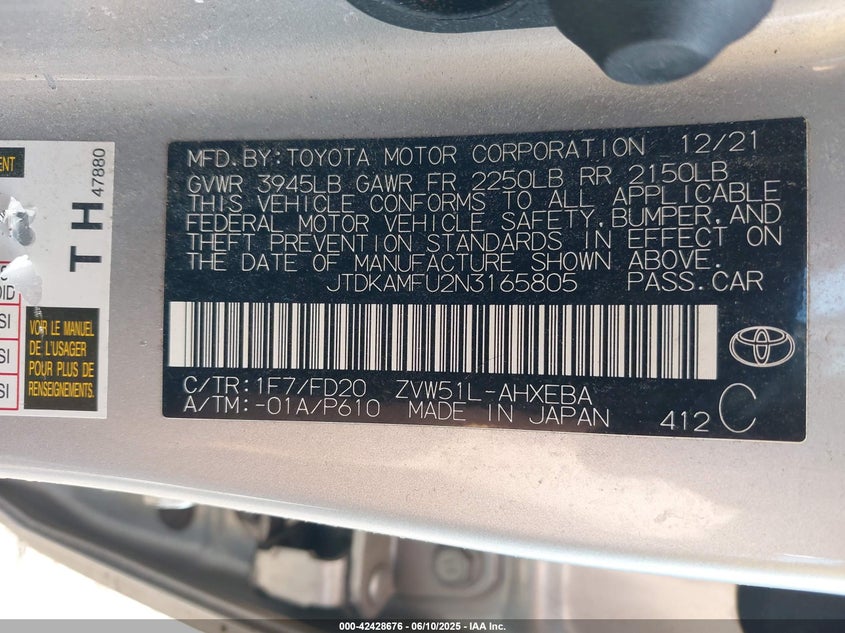 MFD.BY:TOYOTA MOTOR CORPORATION 12/21
GVWR 3945LB GAWR FR 2250LB RR 2150LB
THIS VEHICLE CONFORMS TO ALL APPLICABLE
FEDERAL MOTOR VEHICLE SAFETY,BUMPER,AND
THEFT PREVENTION STANDARDS IN EFFECT ON
THE DATE OF MANUFACTURE SHOWN ABOVE.
JTDKAMFU2N3165805 PASS.CAR
C/TR:1F7/FD20 ZVW51L-AHXEBA
A/TM:-01A/P610 MADE IN JAPAN 412 C
TH
47880
VOIR LE MANUEL
DE L'USAGER
POUR PLUS DE
RENSEIGNEMENTS
000-42428676 - 06/10/2025 - IAA Inc.